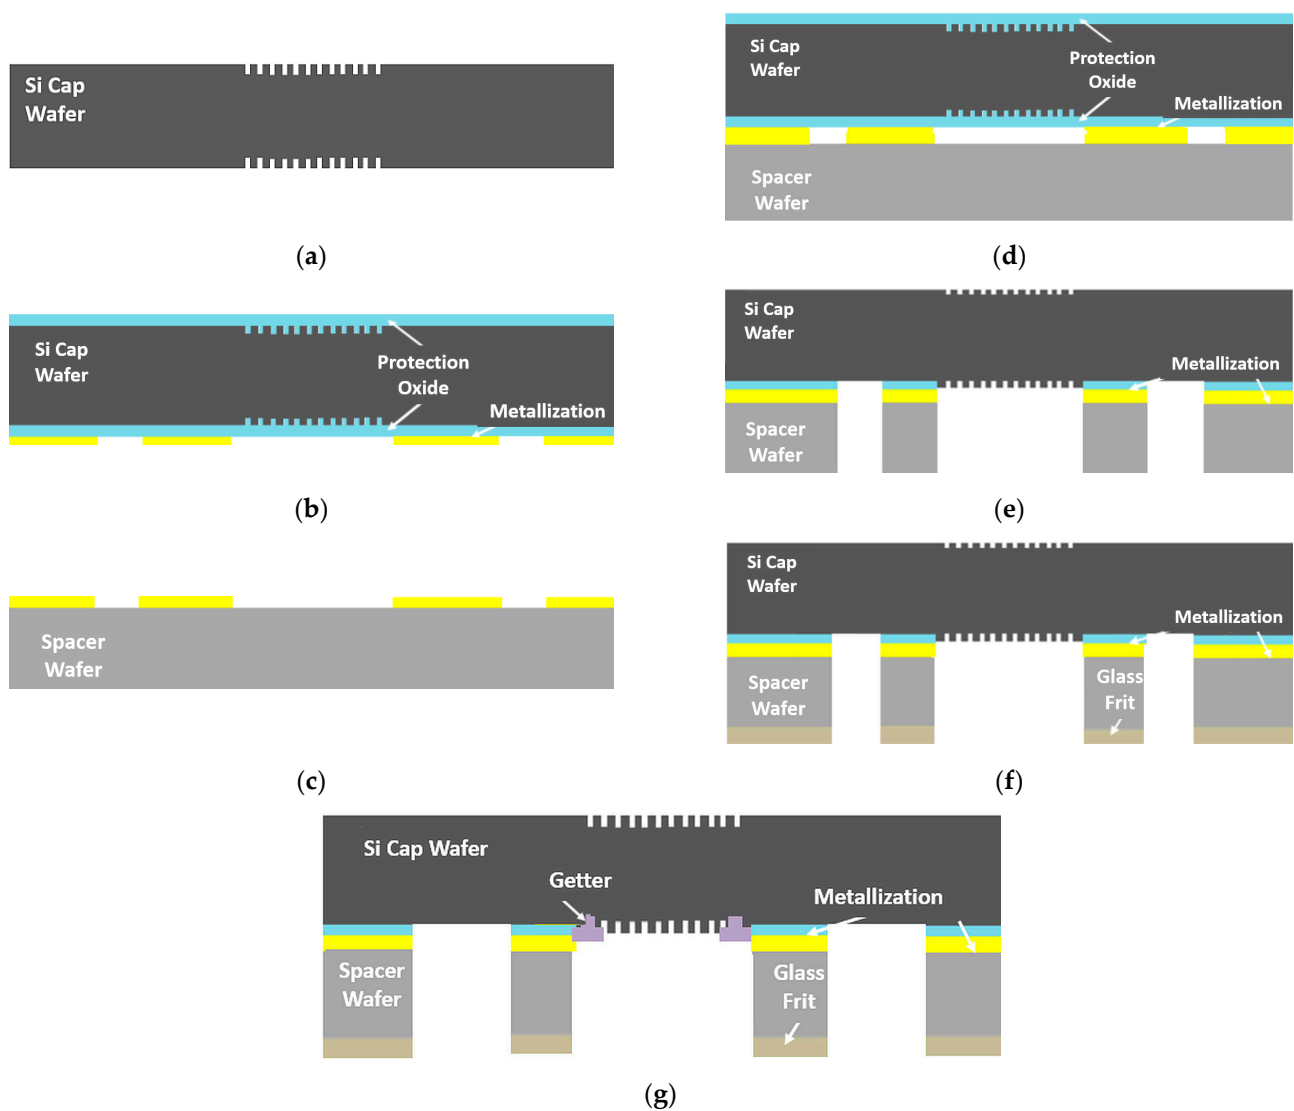 Si Cap
Wafer
(a)
Si Cap
Wafer
Protection
Oxide
Metallization
(b)
Spacer
Wafer
(c)
Si Cap
Wafer
Protection
Oxide
Metallization
Spacer
Wafer
(d)
Si Cap
Wafer
Metallization
Spacer
Wafer
(e)
Si Cap
Wafer
Metallization
Spacer
Wafer
Glass
Frit
(f)
Si Cap Wafer
Getter
Metallization
Spacer
Wafer
Glass
Frit
(g)